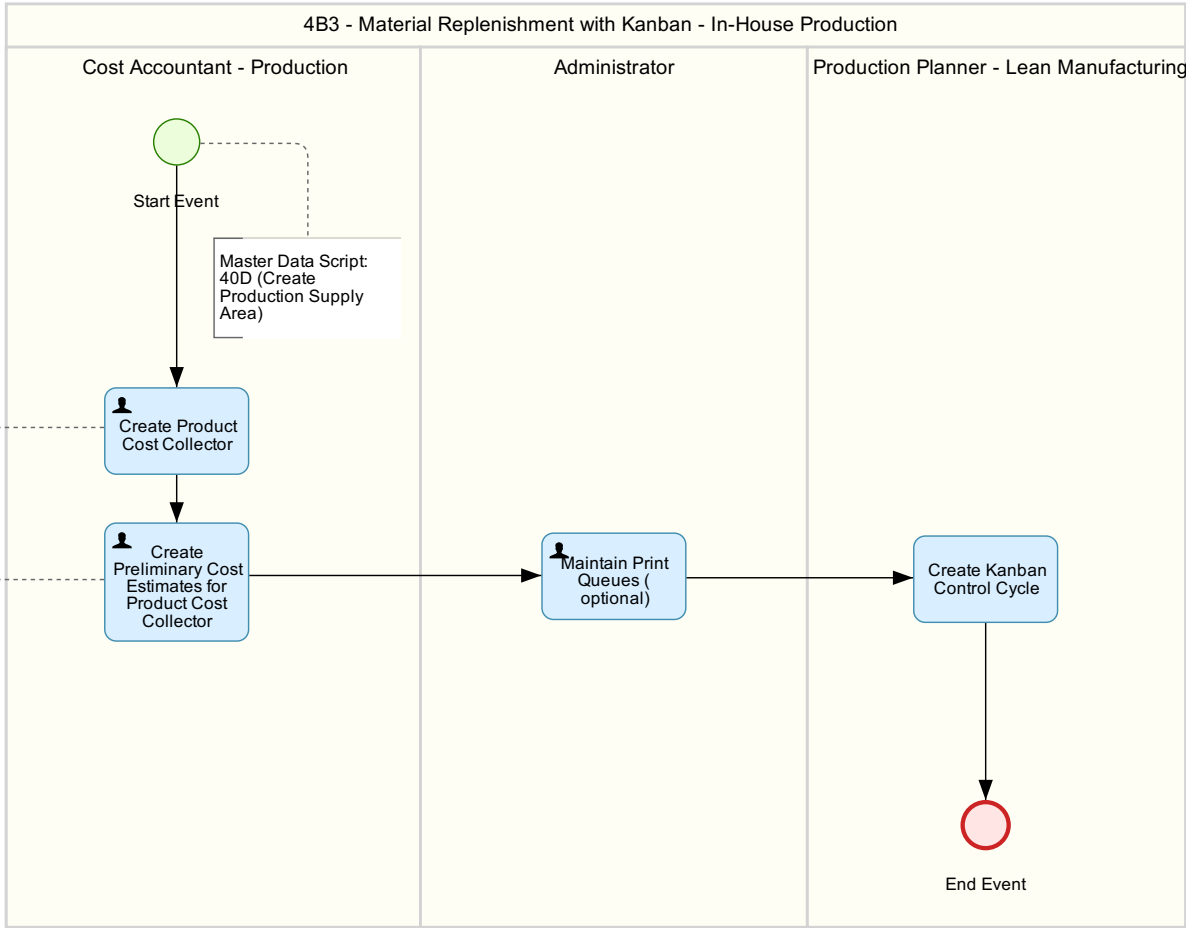 4B3 - Material Replenishment with Kanban - In-House Production
Cost Accountant - Production
Administrator
Production Planner - Lean Manufacturing
Start Event
Master Data Script:
40D (Create
Production Supply
Area)
Create Product
Cost Collector
Create
Preliminary Cost
Estimates for
Product Cost
Collector
Maintain Print
Queues (
optional)
Create Kanban
Control Cycle
End Event